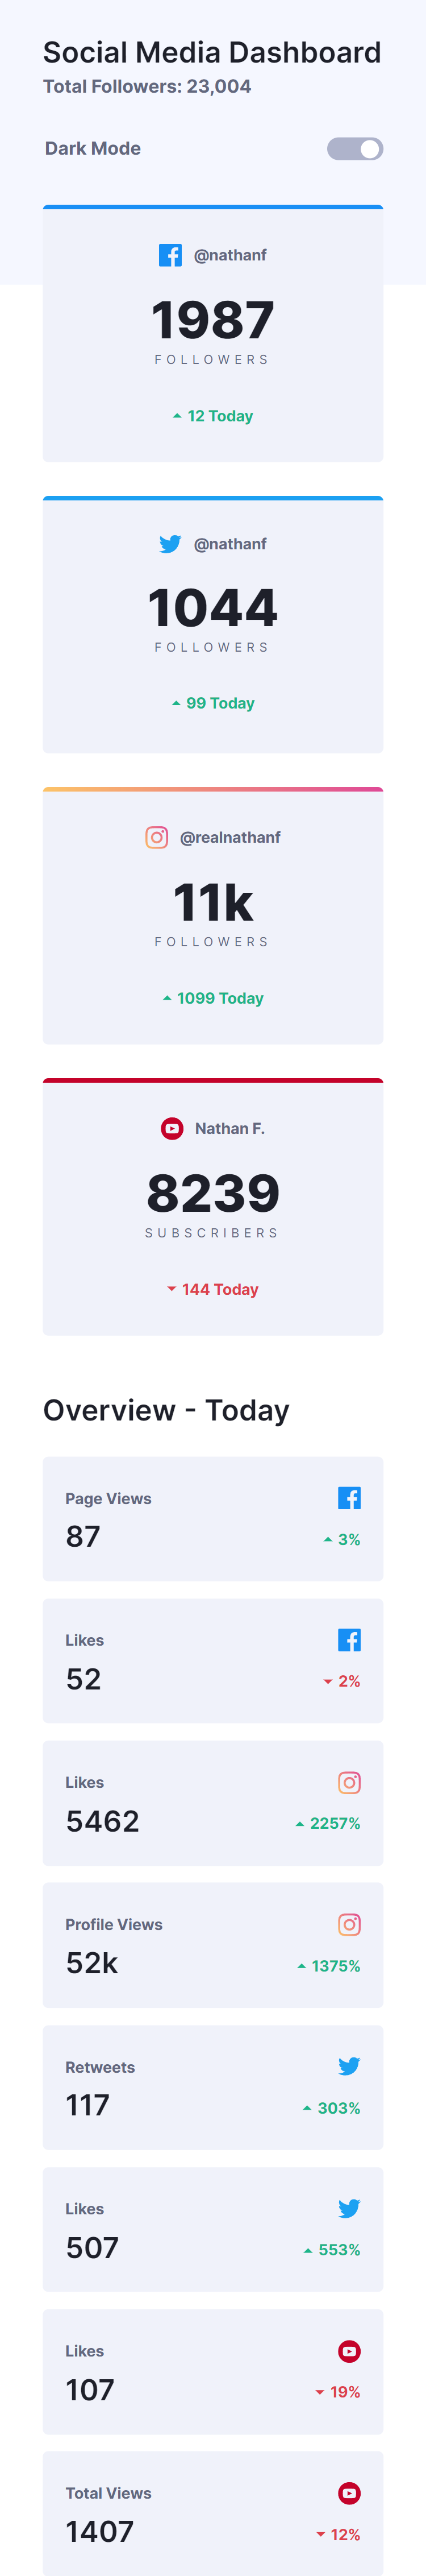 Social Media Dashboard
Total Followers: 23,004
Dark Mode
@nathanf
1987
FOLLOWERS
12 Today
@nathanf
1044
FOLLOWERS
99 Today
@realnathanf
11k
FOLLOWERS
1099 Today
Nathan F.
8239
SUBSCRIBERS
144 Today
Overview - Today
Page Views
87
3%
Likes
52
2%
Likes
5462
2257%
Profile Views
52k
1375%
Retweets
117
303%
Likes
507
553%
Likes
107
19%
Total Views
1407
12%